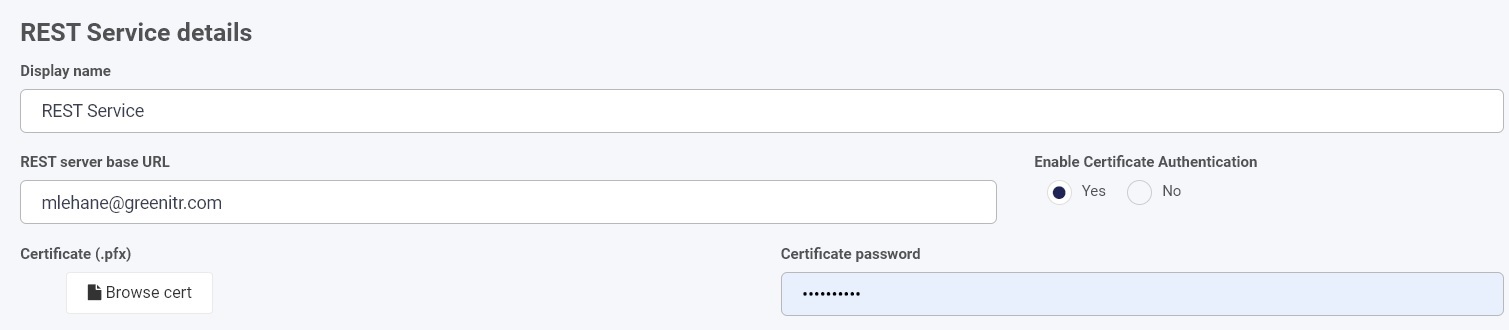 REST Service details
Display name
REST Service
REST server base URL
Enable Certificate Authentication
mlehane@greenitr.com
Yes No
Certificate (.pfx)
Certificate password
Browse cert
••••••••••